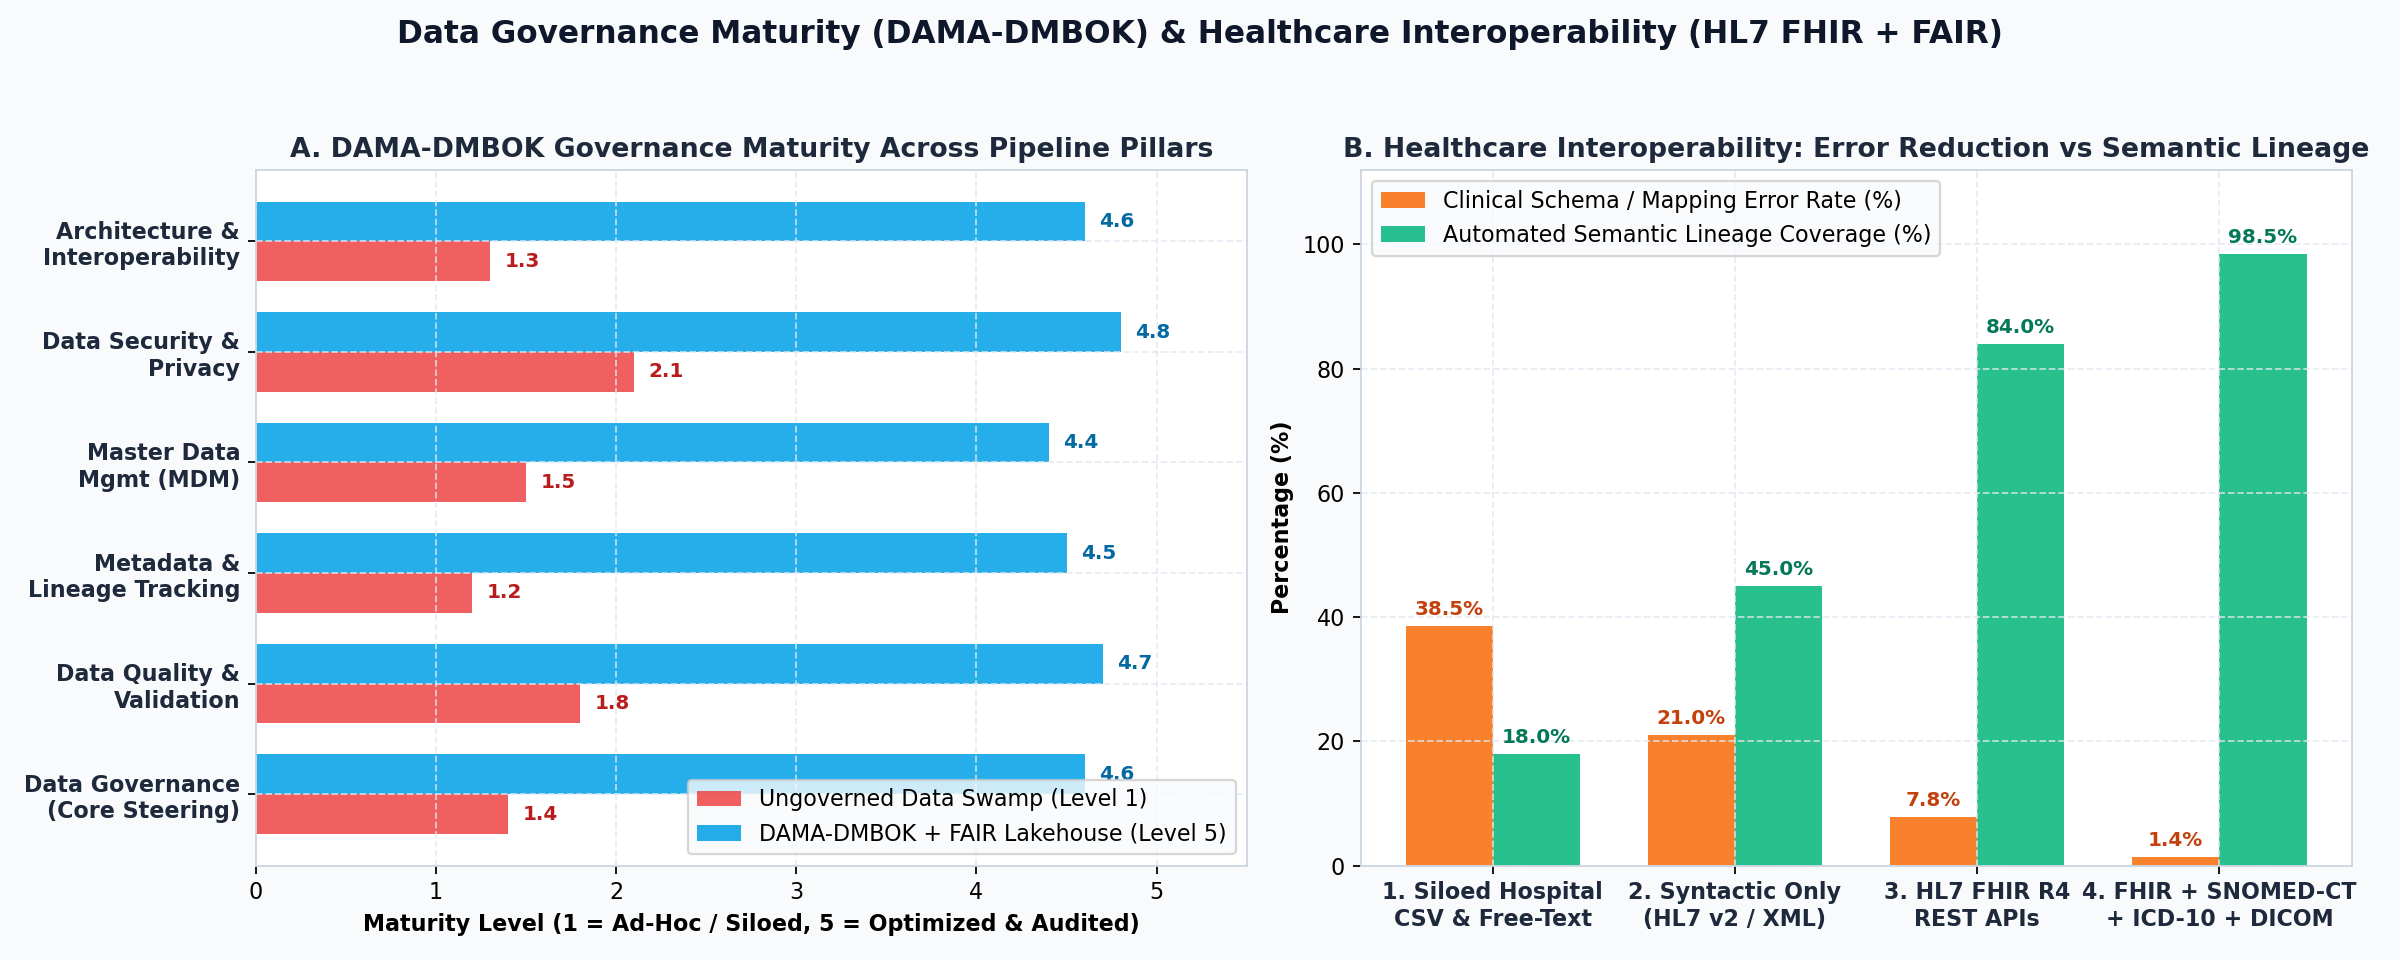 Data Governance Maturity (DAMA-DMBOK) & Healthcare Interoperability (HL7 FHIR + FAIR)
A. DAMA-DMBOK Governance Maturity Across Pipeline Pillars
Architecture &
Interoperability
4.6
1.3
Data Security &
Privacy
4.8
2.1
Master Data
Mgmt (MDM)
4.4
1.5
Metadata &
Lineage Tracking
4.5
1.2
Data Quality &
Validation
4.7
1.8
Data Governance
(Core Steering)
4.6
1.4
Ungoverned Data Swamp (Level 1)
DAMA-DMBOK + FAIR Lakehouse (Level 5)
0 1 2 3 4 5
Maturity Level (1 = Ad-Hoc / Siloed, 5 = Optimized & Audited)
B. Healthcare Interoperability: Error Reduction vs Semantic Lineage
Clinical Schema / Mapping Error Rate (%)
Automated Semantic Lineage Coverage (%)
Percentage (%)
100
80
60
40
20
0
38.5%
18.0%
21.0%
45.0%
7.8%
84.0%
1.4%
98.5%
1. Siloed Hospital
CSV & Free-Text
2. Syntactic Only
(HL7 v2 / XML)
3. HL7 FHIR R4
REST APIs
4. FHIR + SNOMED-CT
+ ICD-10 + DICOM